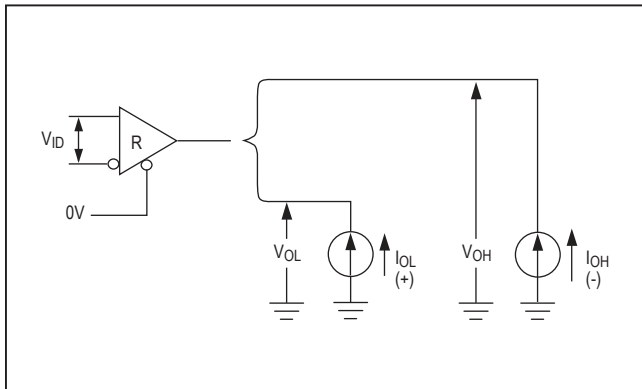 V_ID
R
0V
V_OL
I_OL
(+)
V_OH
I_OH
(-)